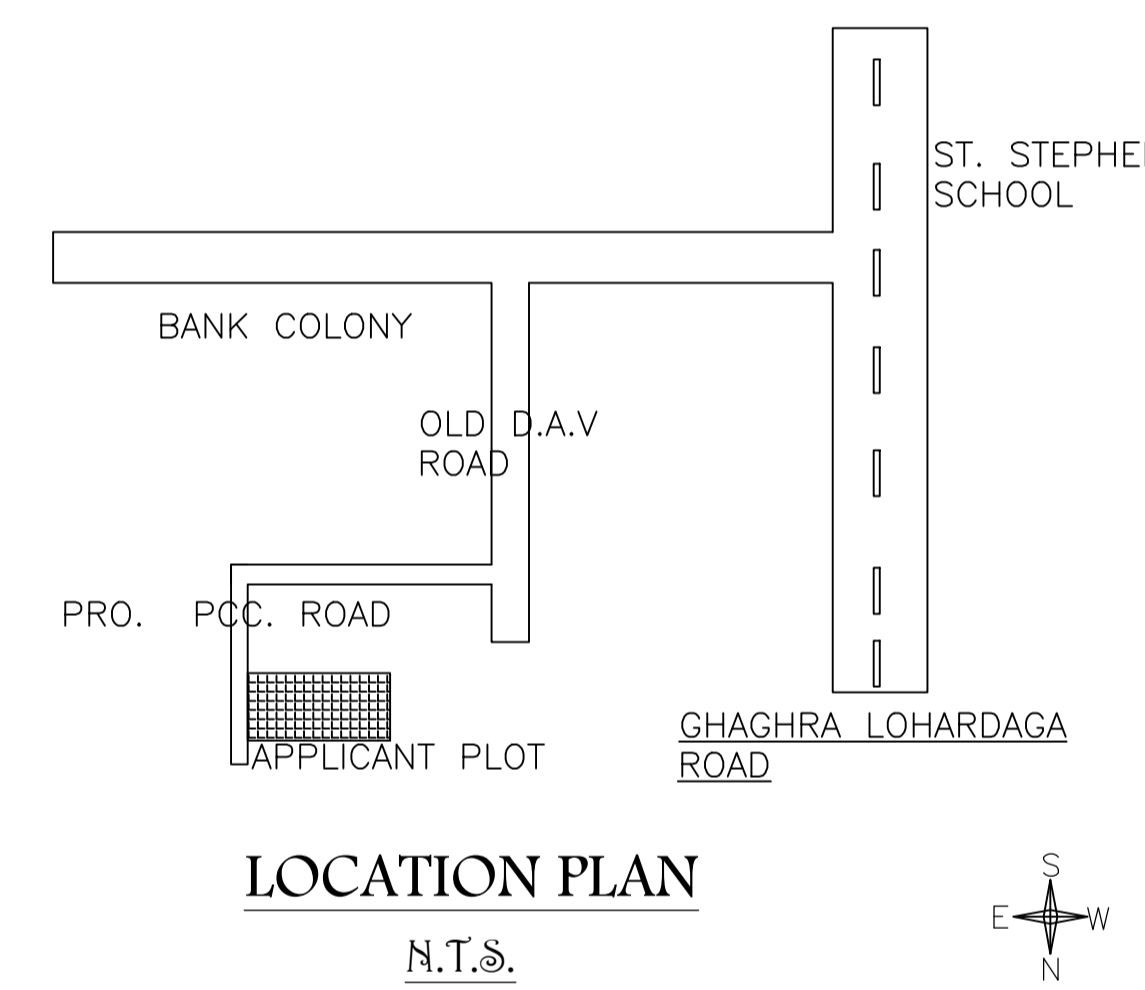 ST. STEPHE
SCHOOL
BANK COLONY
OLD D.A.V
ROAD
PRO. PCC. ROAD
APPLICANT PLOT
GHAGHRA LOHARDAGA
ROAD
LOCATION PLAN
N.T.S.
S
E W
N